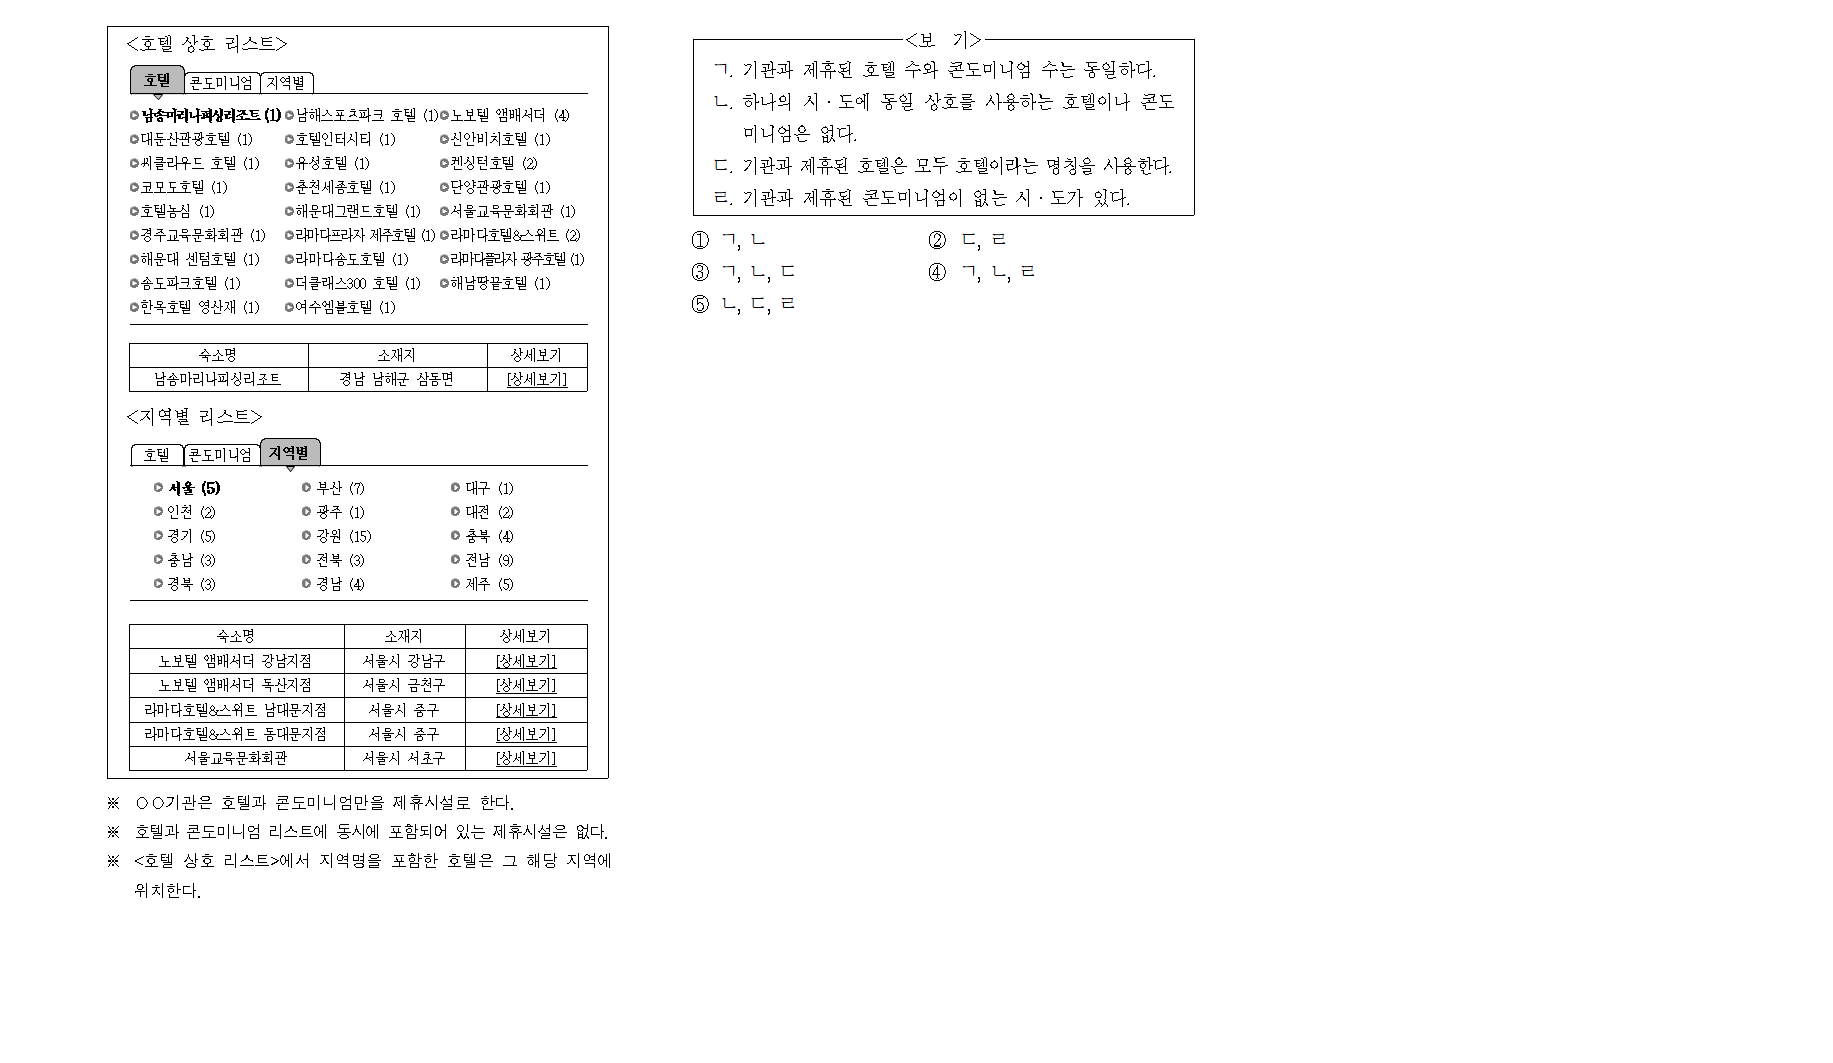 <호텔 상호 리스트>
호텔 콘도미니엄 지역별
남송마리나피싱리조트 (1) 남해스포츠파크 호텔 (1) 노보텔 앰배서더 (4)
대둔산관광호텔 (1) 호텔인터시티 (1) 신안비치호텔 (1)
씨클라우드 호텔 (1) 유성호텔 (1) 켄싱턴호텔 (2)
코모도호텔 (1) 춘천세종호텔 (1) 단양관광호텔 (1)
호텔농심 (1) 해운대그랜드호텔 (1) 서울교육문화회관 (1)
경주교육문화회관 (1) 라마다프라자 제주호텔 (1) 라마다호텔&스위트 (2)
해운대 센텀호텔 (1) 라마다송도호텔 (1) 라마다플라자 광주호텔 (1)
송도파크호텔 (1) 더클래스300 호텔 (1) 해남땅끝호텔 (1)
한옥호텔 영산재 (1) 여수엠블호텔 (1)
숙소명 소재지 상세보기
남송마리나피싱리조트 경남 남해군 삼동면 [상세보기]
<지역별 리스트>
호텔 콘도미니엄 지역별
서울 (5) 부산 (7) 대구 (1)
인천 (2) 광주 (1) 대전 (2)
경기 (5) 강원 (15) 충북 (4)
충남 (3) 전북 (3) 전남 (9)
경북 (3) 경남 (4) 제주 (5)
숙소명 소재지 상세보기
노보텔 앰배서더 강남지점 서울시 강남구 [상세보기]
노보텔 앰배서더 독산지점 서울시 금천구 [상세보기]
라마다호텔&스위트 남대문지점 서울시 중구 [상세보기]
라마다호텔&스위트 동대문지점 서울시 중구 [상세보기]
서울교육문화회관 서울시 서초구 [상세보기]
※ ○○기관은 호텔과 콘도미니엄만을 제휴시설로 한다.
※ 호텔과 콘도미니엄 리스트에 동시에 포함되어 있는 제휴시설은 없다.
※ <호텔 상호 리스트>에서 지역명을 포함한 호텔은 그 해당 지역에
위치한다.
<보 기>
ㄱ. 기관과 제휴된 호텔 수와 콘도미니엄 수는 동일하다.
ㄴ. 하나의 시·도에 동일 상호를 사용하는 호텔이나 콘도
미니엄은 없다.
ㄷ. 기관과 제휴된 호텔은 모두 호텔이라는 명칭을 사용한다.
ㄹ. 기관과 제휴된 콘도미니엄이 없는 시·도가 있다.
① ㄱ, ㄴ ② ㄷ, ㄹ
③ ㄱ, ㄴ, ㄷ ④ ㄱ, ㄴ, ㄹ
⑤ ㄴ, ㄷ, ㄹ